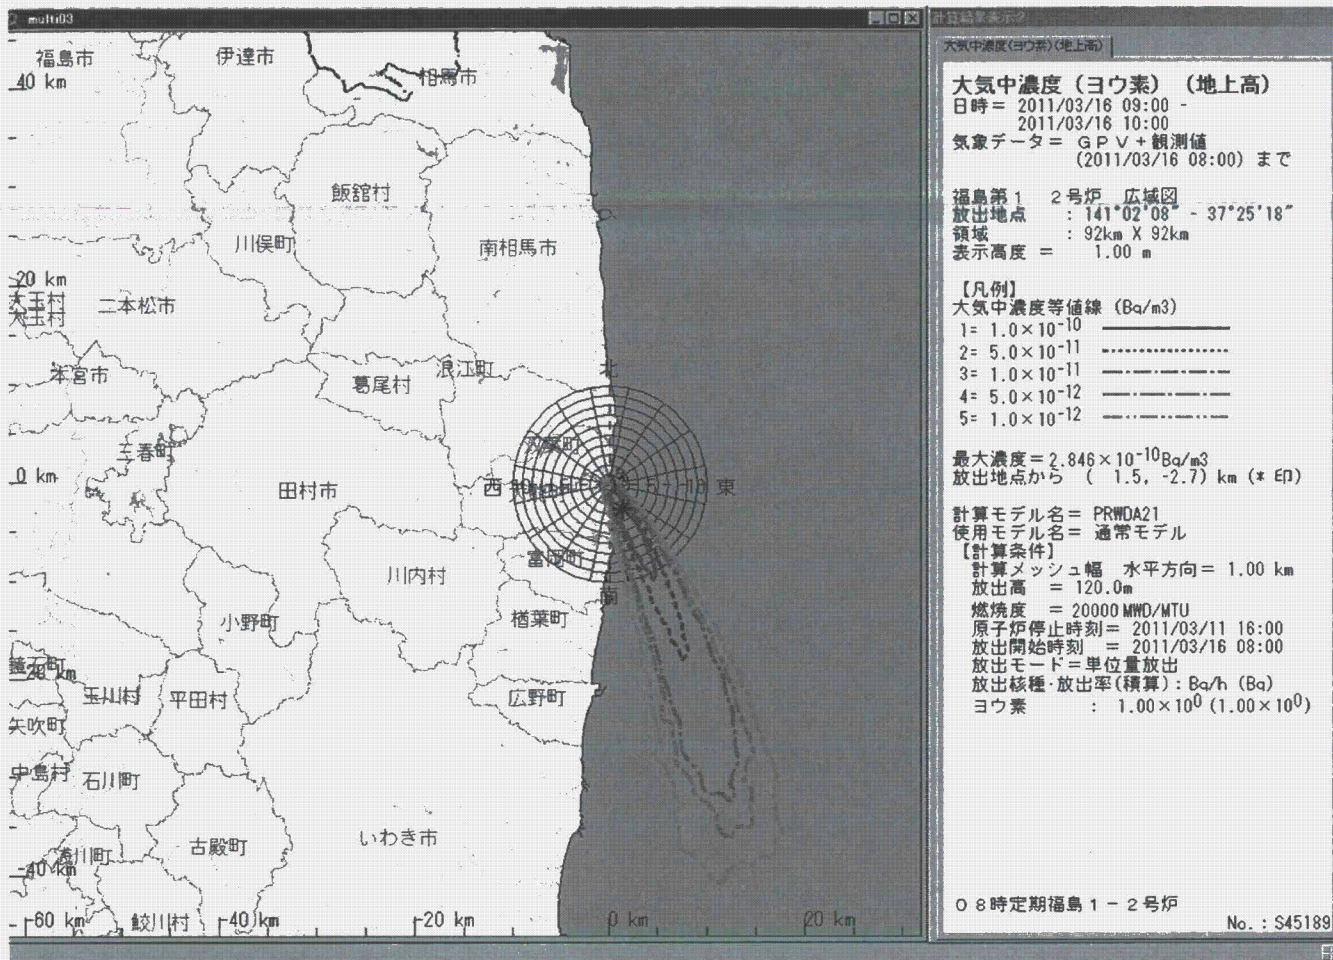 multi03
福島市
伊達市
相馬市
40 km
飯舘村
川俣町
南相馬市
20 km
大玉村
大玉村
二本松市
本宮市
葛尾村
浪江町
北
三春町
双葉町
0 km
田村市
西
東
富岡町
川内村
南
小野町
楢葉町
鏡石町
-20 km
玉川村
平田村
広野町
矢吹町
中島村
石川町
いわき市
古殿町
浅川町
-40 km
-60 km
鮫川村
-40 km
-20 km
0 km
20 km
計算結果表示2
大気中濃度(ヨウ素)(地上高)
大気中濃度（ヨウ素）（地上高）
日時＝ 2011/03/16 09:00 -
2011/03/16 10:00
気象データ＝ ＧＰＶ＋観測値
(2011/03/16 08:00) まで
福島第１ ２号炉 広域図
放出地点 : 141°02'08" - 37°25'18"
領域 : 92km X 92km
表示高度 ＝ 1.00 m
【凡例】
大気中濃度等値線 (Bq/m3)
1= 1.0×10⁻¹⁰
2= 5.0×10⁻¹¹
3= 1.0×10⁻¹¹
4= 5.0×10⁻¹²
5= 1.0×10⁻¹²
最大濃度＝2.846×10⁻¹⁰Bq/m3
放出地点から ( 1.5, -2.7) km (* 印)
計算モデル名＝ PRWDA21
使用モデル名＝ 通常モデル
【計算条件】
計算メッシュ幅 水平方向＝ 1.00 km
放出高 ＝ 120.0m
燃焼度 ＝ 20000 MWD/MTU
原子炉停止時刻＝ 2011/03/11 16:00
放出開始時刻 ＝ 2011/03/16 08:00
放出モード＝単位量放出
放出核種･放出率(積算) : Bq/h (Bq)
ヨウ素 : 1.00×10⁰ (1.00×10⁰)
０８時定期福島１－２号炉
No. : S45189